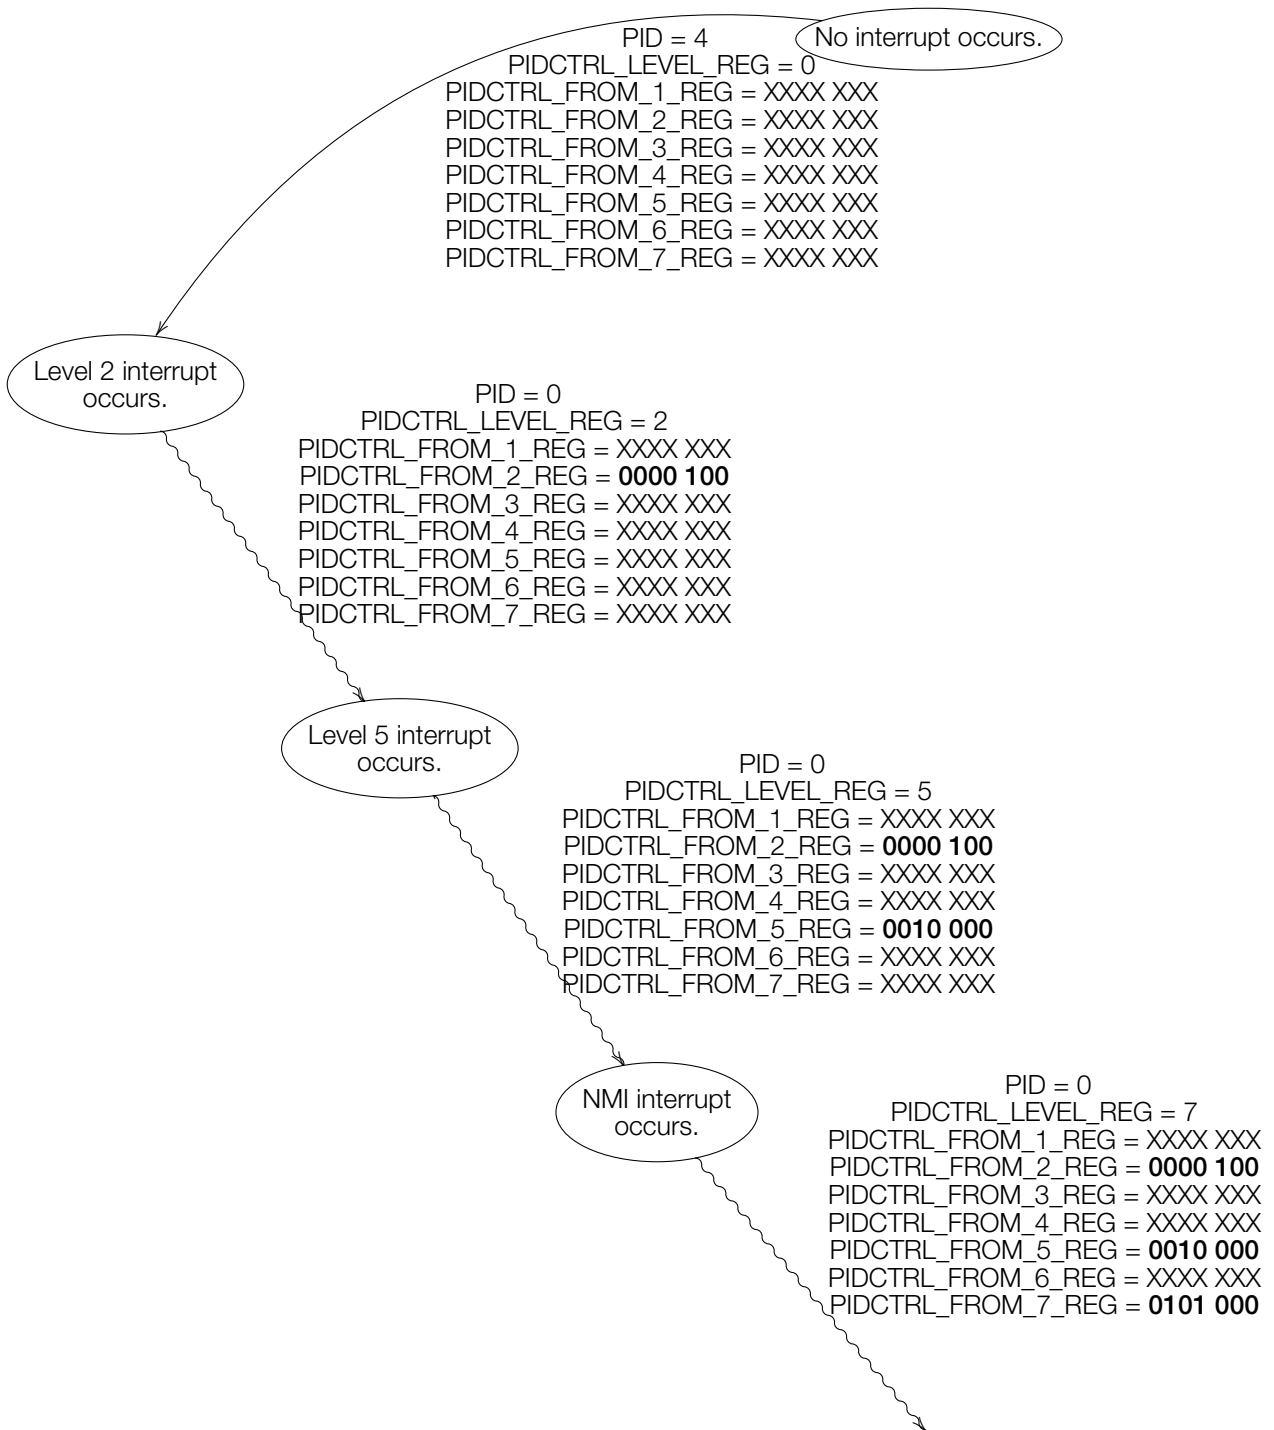 No interrupt occurs.
PID = 4
PIDCTRL_LEVEL_REG = 0
PIDCTRL_FROM_1_REG = XXXX XXX
PIDCTRL_FROM_2_REG = XXXX XXX
PIDCTRL_FROM_3_REG = XXXX XXX
PIDCTRL_FROM_4_REG = XXXX XXX
PIDCTRL_FROM_5_REG = XXXX XXX
PIDCTRL_FROM_6_REG = XXXX XXX
PIDCTRL_FROM_7_REG = XXXX XXX
Level 2 interrupt
occurs.
PID = 0
PIDCTRL_LEVEL_REG = 2
PIDCTRL_FROM_1_REG = XXXX XXX
PIDCTRL_FROM_2_REG = 0000 100
PIDCTRL_FROM_3_REG = XXXX XXX
PIDCTRL_FROM_4_REG = XXXX XXX
PIDCTRL_FROM_5_REG = XXXX XXX
PIDCTRL_FROM_6_REG = XXXX XXX
PIDCTRL_FROM_7_REG = XXXX XXX
Level 5 interrupt
occurs.
PID = 0
PIDCTRL_LEVEL_REG = 5
PIDCTRL_FROM_1_REG = XXXX XXX
PIDCTRL_FROM_2_REG = 0000 100
PIDCTRL_FROM_3_REG = XXXX XXX
PIDCTRL_FROM_4_REG = XXXX XXX
PIDCTRL_FROM_5_REG = 0010 000
PIDCTRL_FROM_6_REG = XXXX XXX
PIDCTRL_FROM_7_REG = XXXX XXX
NMI interrupt
occurs.
PID = 0
PIDCTRL_LEVEL_REG = 7
PIDCTRL_FROM_1_REG = XXXX XXX
PIDCTRL_FROM_2_REG = 0000 100
PIDCTRL_FROM_3_REG = XXXX XXX
PIDCTRL_FROM_4_REG = XXXX XXX
PIDCTRL_FROM_5_REG = 0010 000
PIDCTRL_FROM_6_REG = XXXX XXX
PIDCTRL_FROM_7_REG = 0101 000